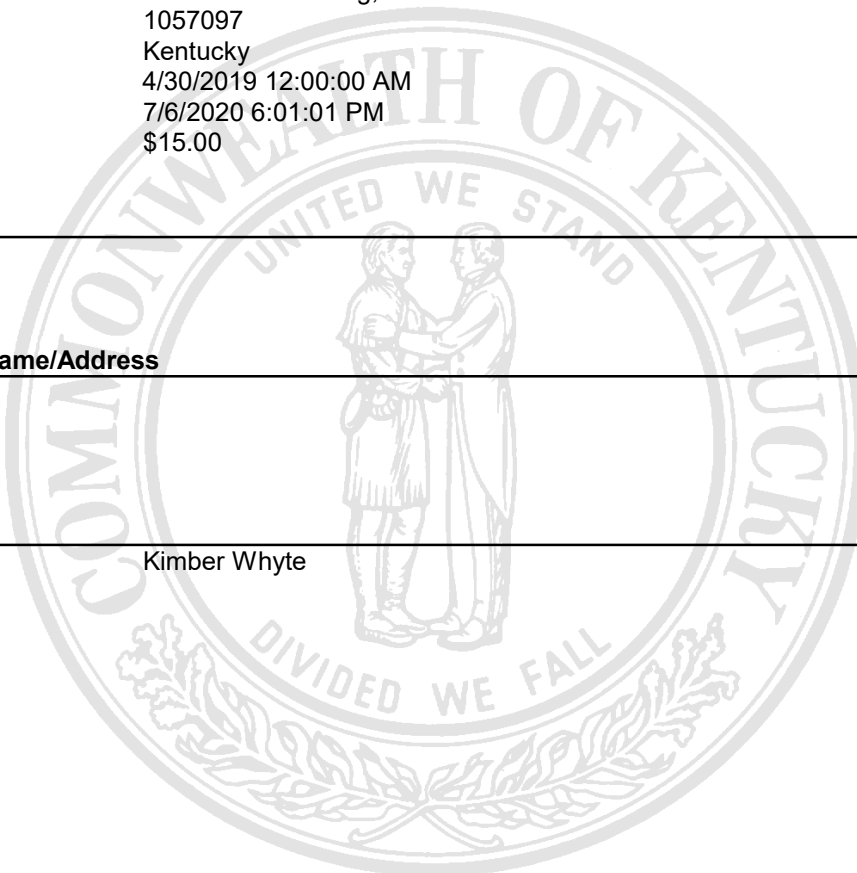 1057097
Kentucky
4/30/2019 12:00:00 AM
7/6/2020 6:01:01 PM
$15.00
COMMONWEALTH OF KENTUCKY
UNITED WE STAND
ame/Address
Kimber Whyte
DIVIDED WE FALL